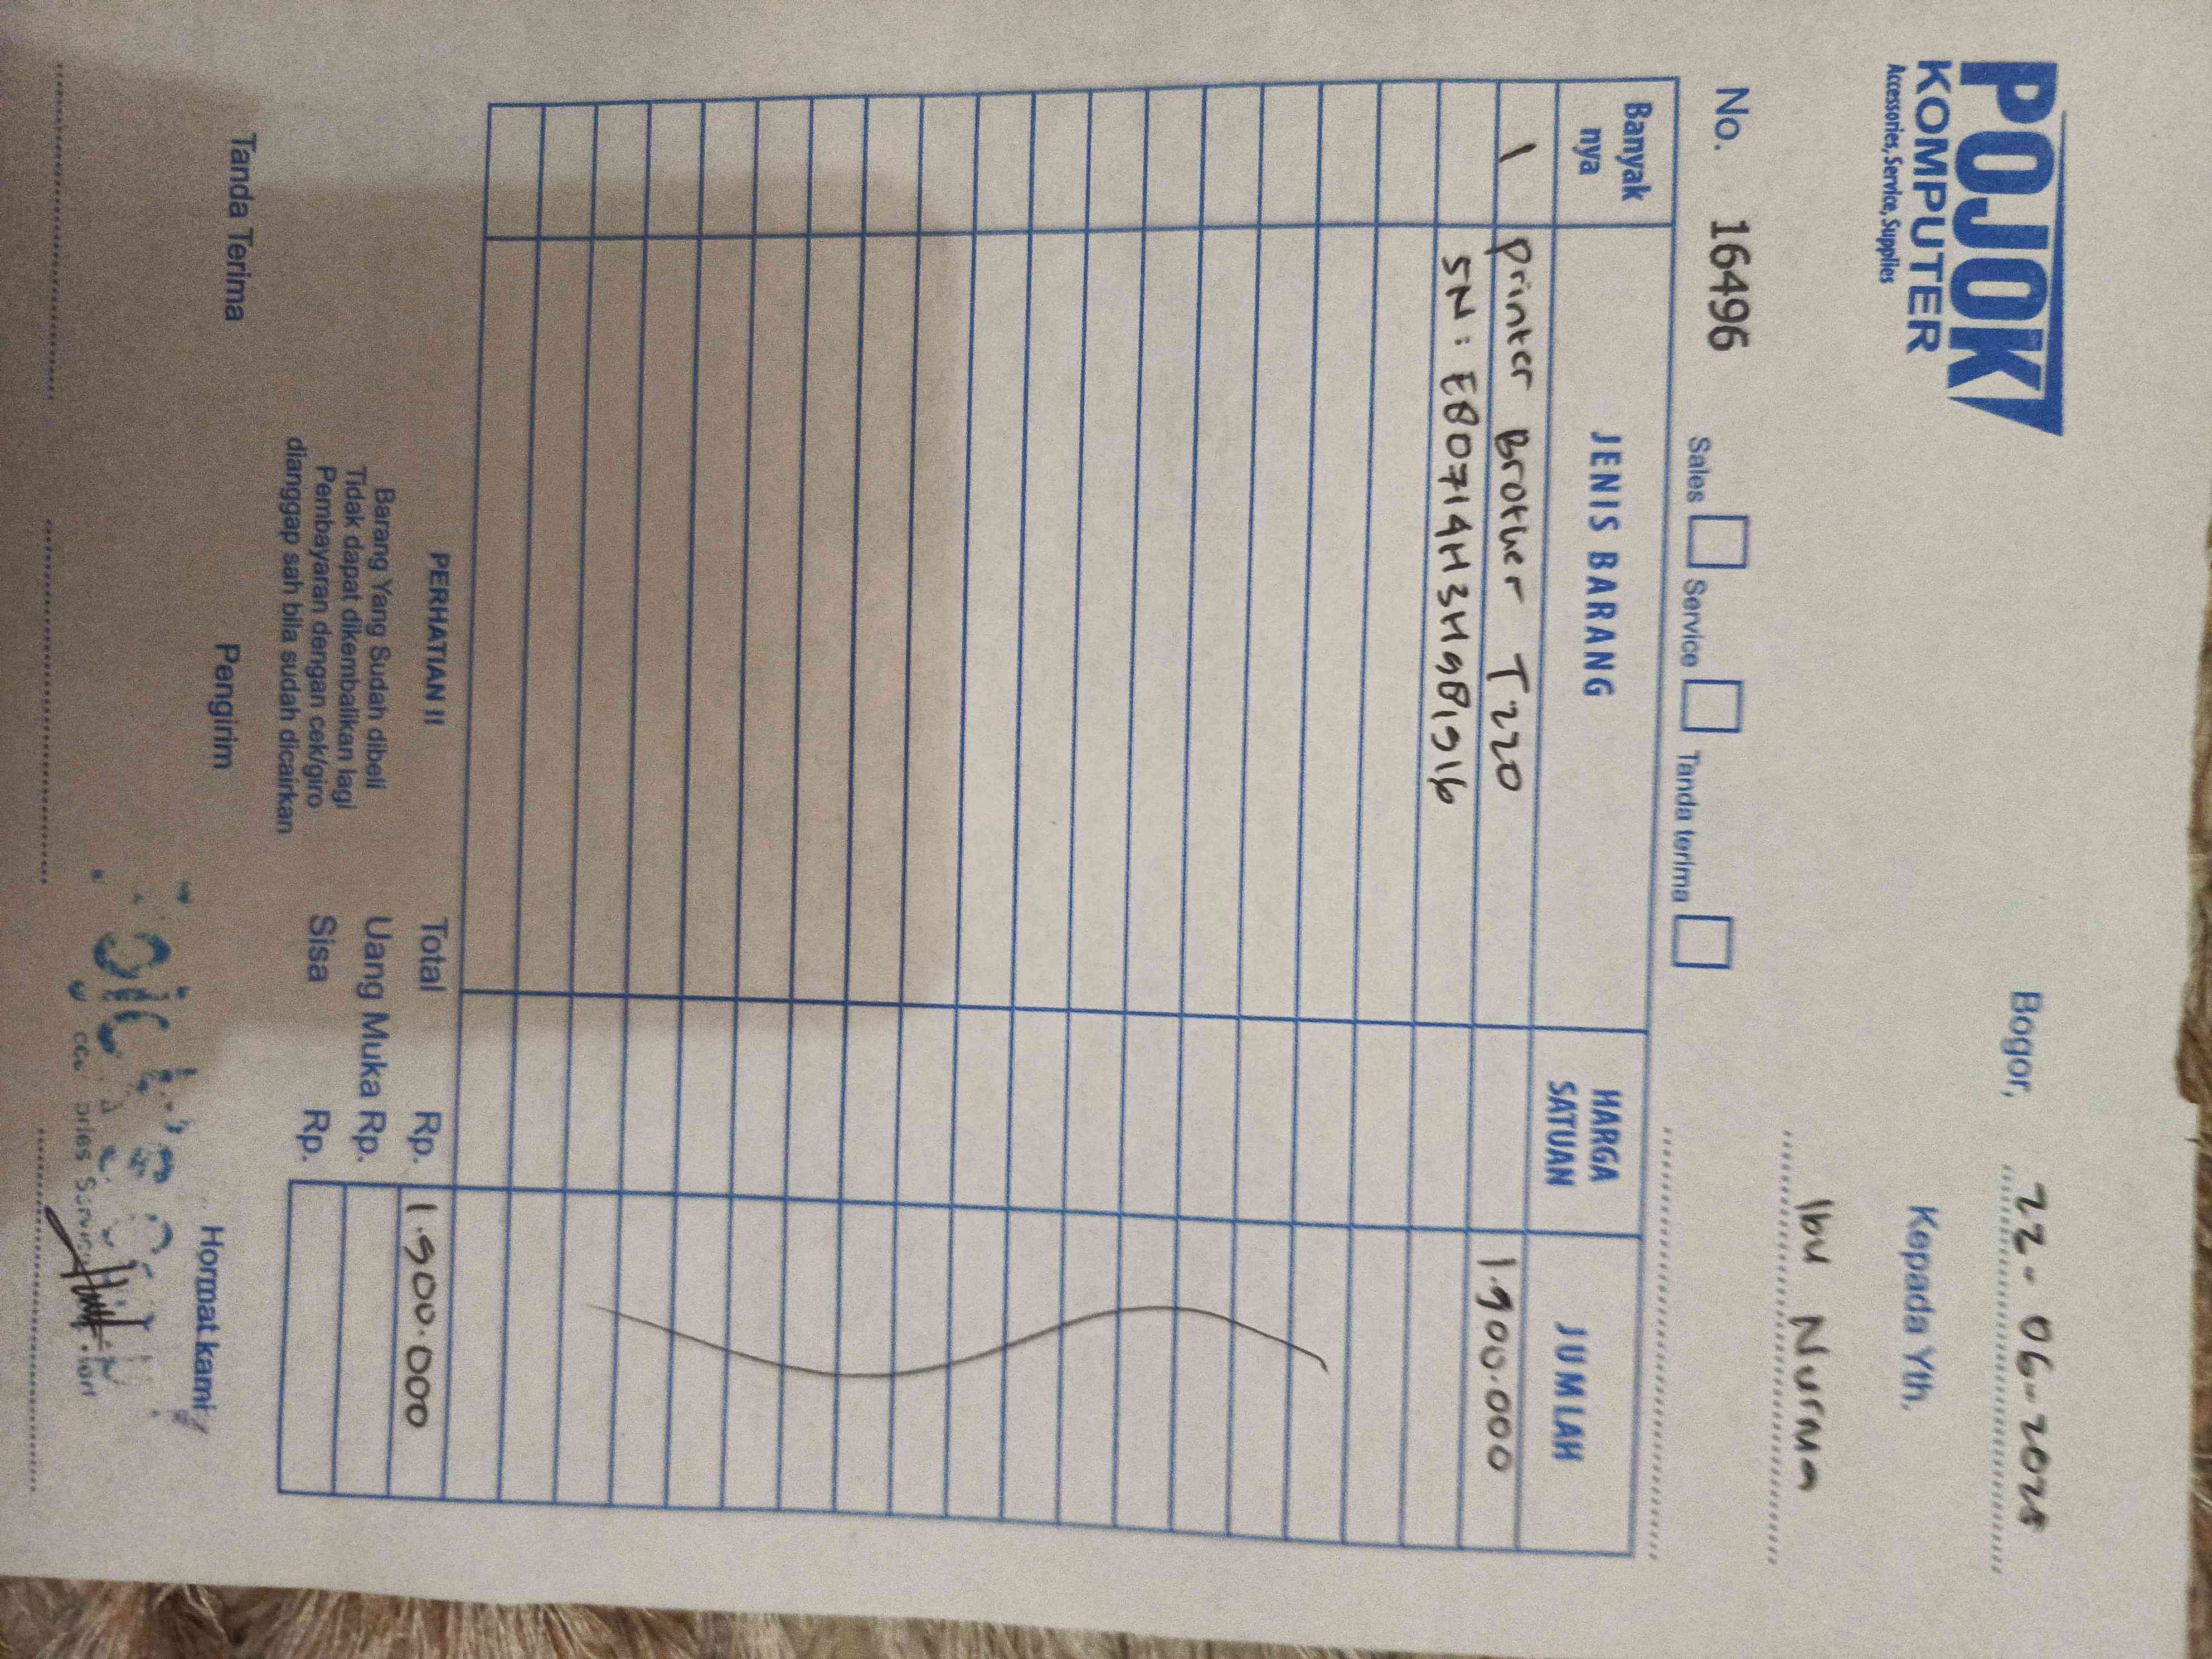 POJOK
KOMPUTER
Accessories, Service, Supplies
Bogor, 22-06-2025
Kepada Yth.
Ibu Nurma
No. 16496 Sales Service Tanda terima
Banyak nya JENIS BARANG HARGA SATUAN JUMLAH
1 Printer Brother T220 1.900.000
SN: E80714H3H981916
PERHATIAN !!
Barang Yang Sudah dibeli
Tidak dapat dikembalikan lagi
Pembayaran dengan cek/giro
dianggap sah bila sudah dicairkan
Total Rp. 1.900.000
Uang Muka Rp.
Sisa Rp.
Tanda Terima Pengirim Hormat kami